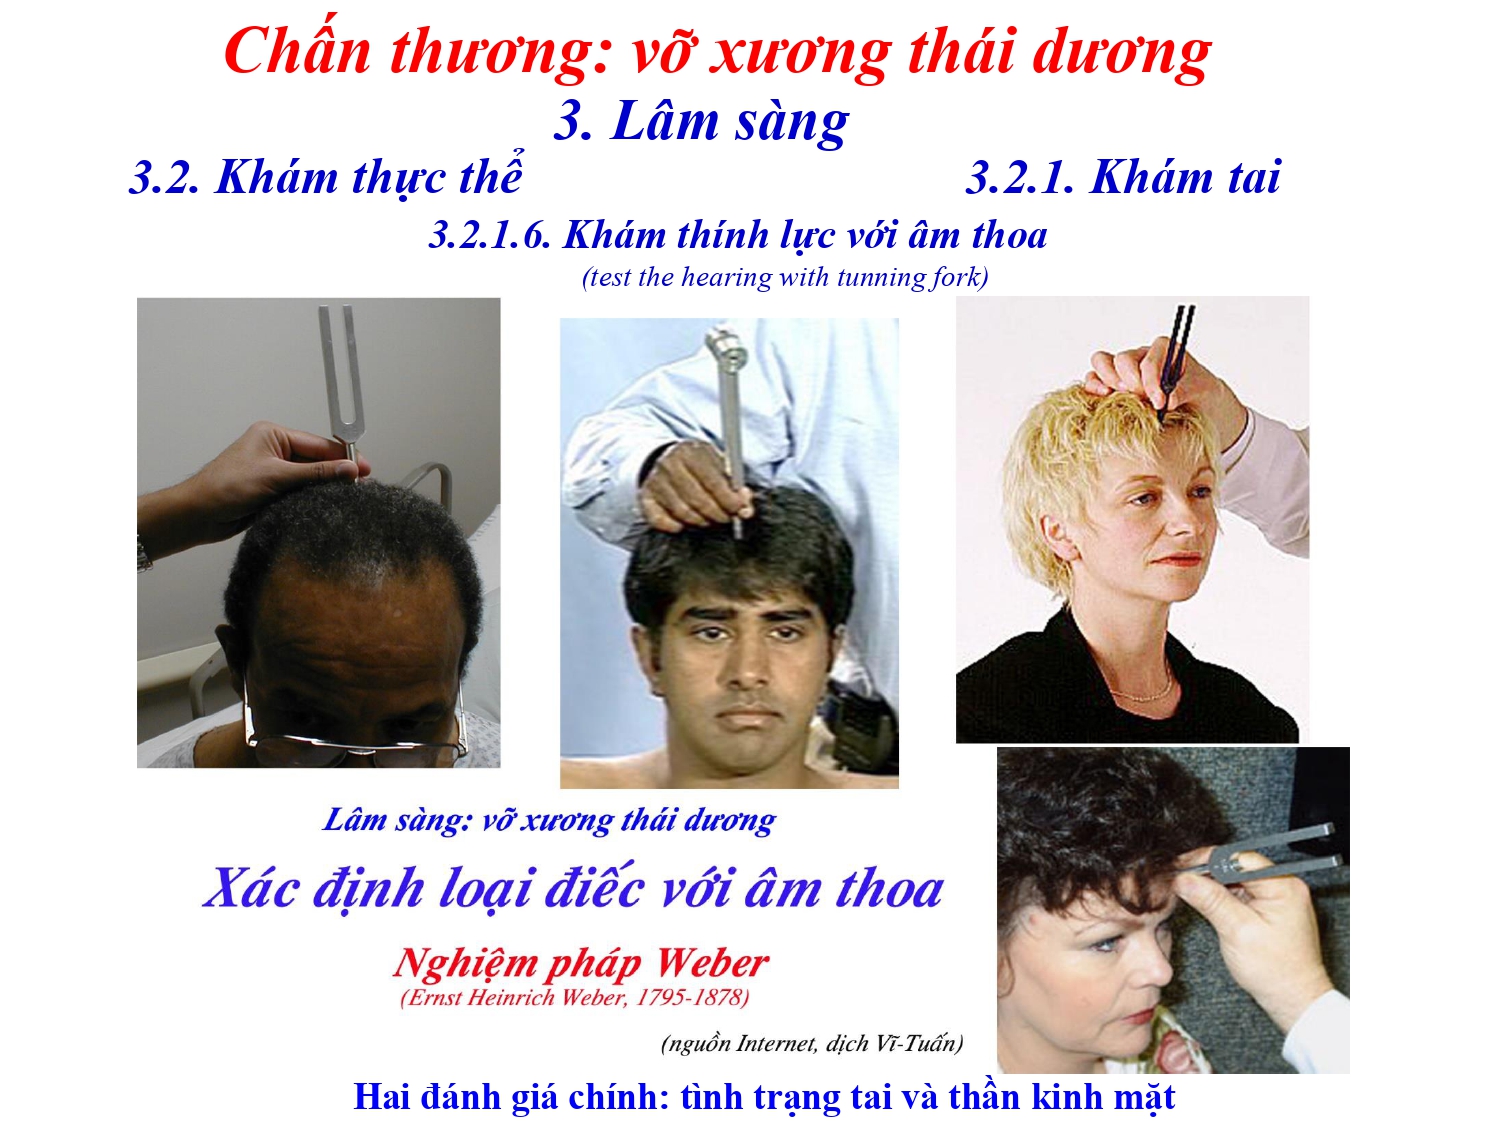 Chấn thương: vỡ xương thái dương
3. Lâm sàng
3.2. Khám thực thể 3.2.1. Khám tai
3.2.1.6. Khám thính lực với âm thoa
(test the hearing with tunning fork)
Lâm sàng: vỡ xương thái dương
Xác định loại điếc với âm thoa
Nghiệm pháp Weber
(Ernst Heinrich Weber, 1795-1878)
(nguồn Internet, dịch Vĩ-Tuấn)
Hai đánh giá chính: tình trạng tai và thần kinh mặt